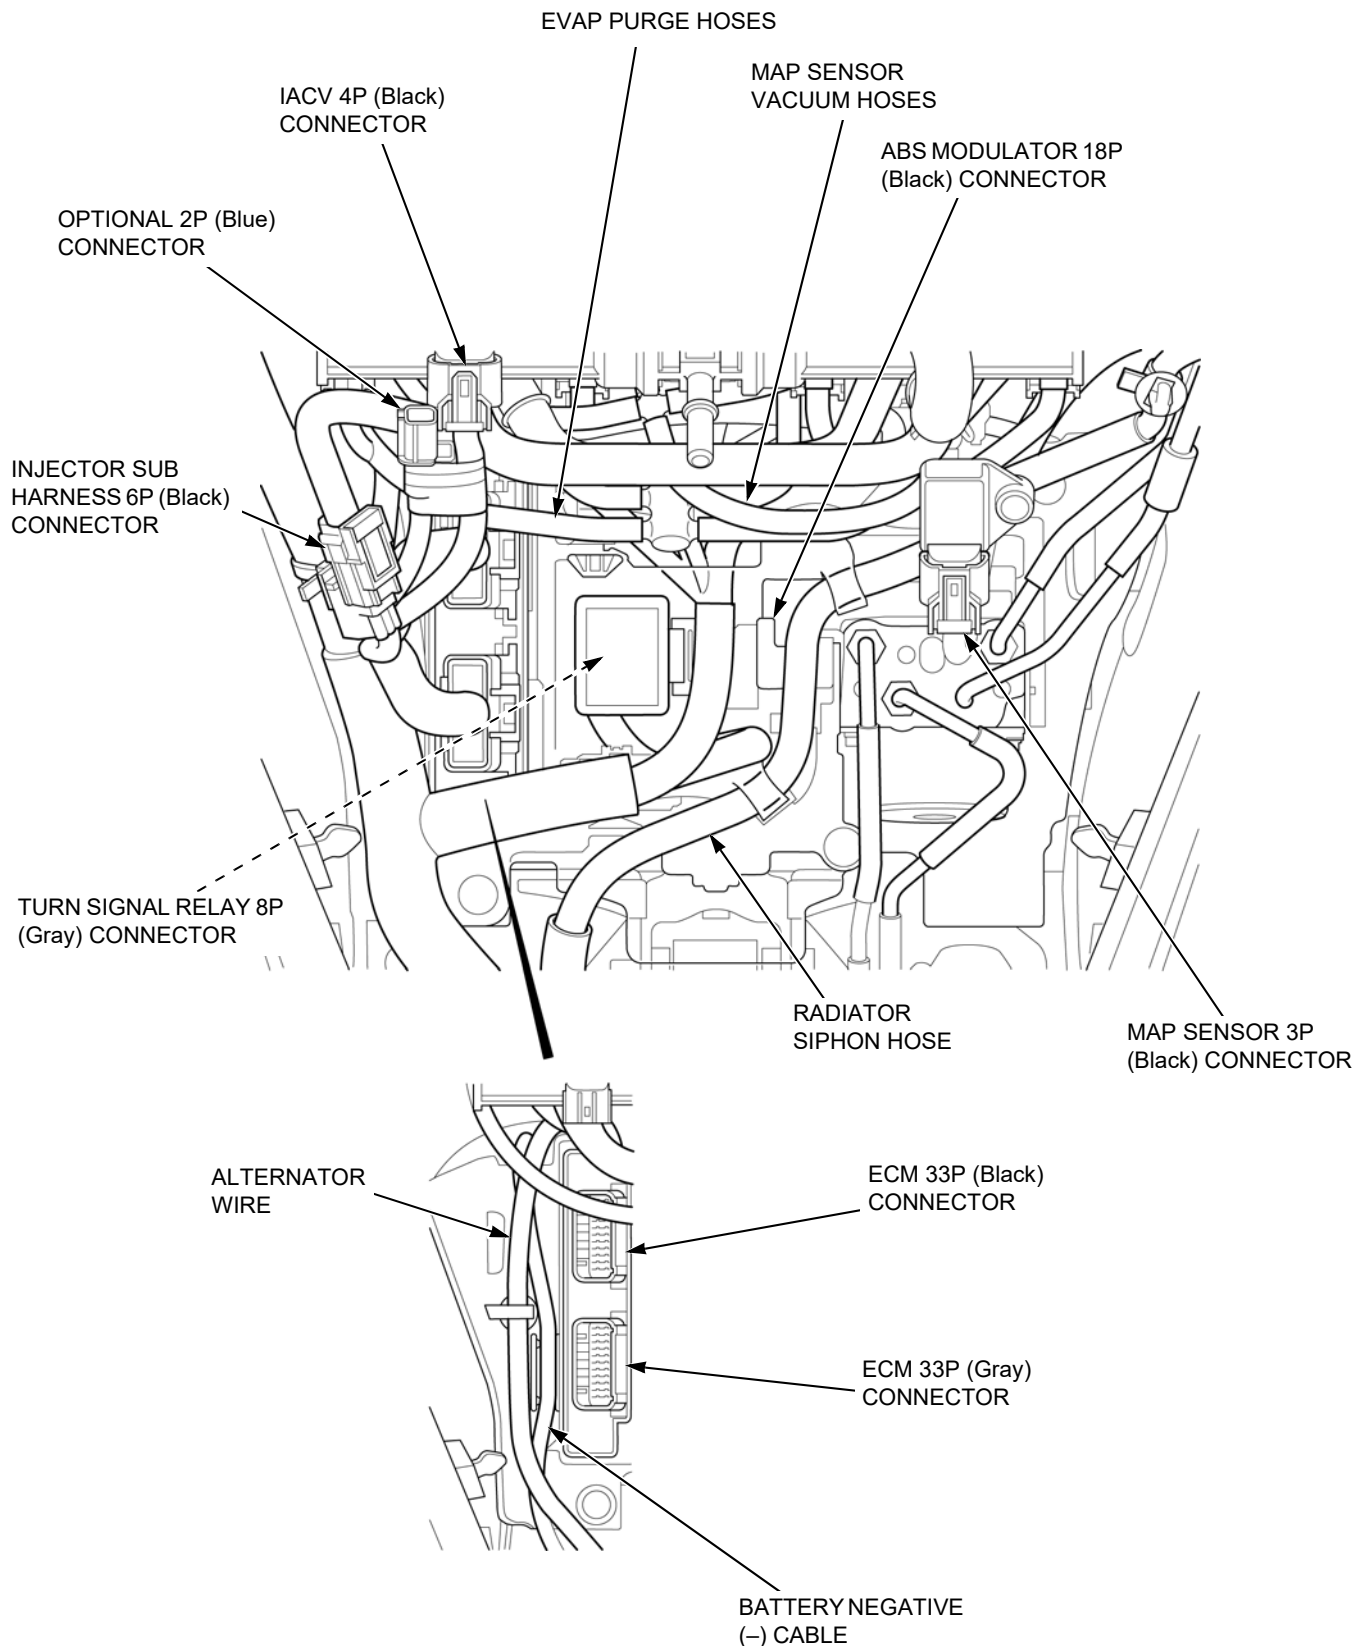 EVAP PURGE HOSES
MAP SENSOR
VACUUM HOSES
IACV 4P (Black)
CONNECTOR
ABS MODULATOR 18P
(Black) CONNECTOR
OPTIONAL 2P (Blue)
CONNECTOR
INJECTOR SUB
HARNESS 6P (Black)
CONNECTOR
TURN SIGNAL RELAY 8P
(Gray) CONNECTOR
RADIATOR
SIPHON HOSE
MAP SENSOR 3P
(Black) CONNECTOR
ALTERNATOR
WIRE
ECM 33P (Black)
CONNECTOR
ECM 33P (Gray)
CONNECTOR
BATTERY NEGATIVE
(–) CABLE